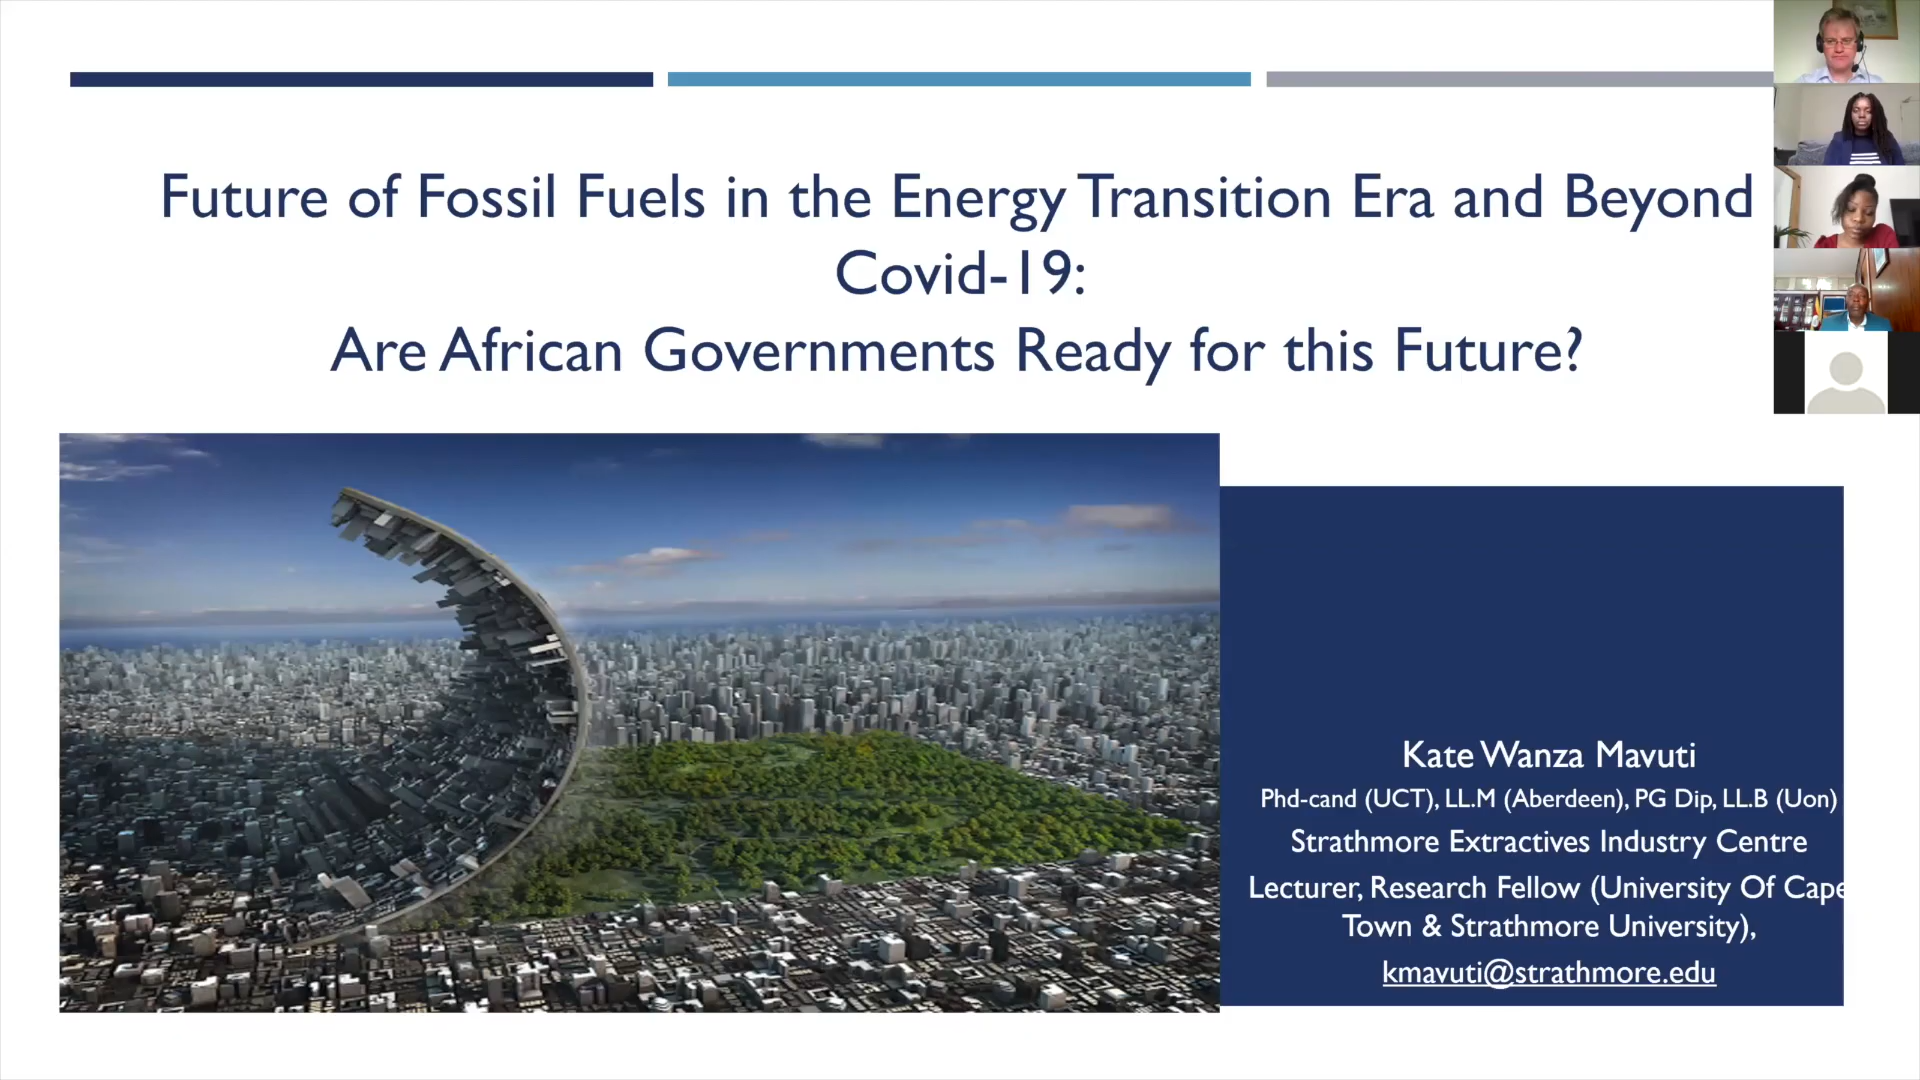 Future of Fossil Fuels in the Energy Transition Era and Beyond
Covid-19:
Are African Governments Ready for this Future?
Kate Wanza Mavuti
Phd-cand (UCT), LL.M (Aberdeen), PG Dip, LL.B (Uon)
Strathmore Extractives Industry Centre
Lecturer, Research Fellow (University Of Cape
Town & Strathmore University),
kmavuti@strathmore.edu